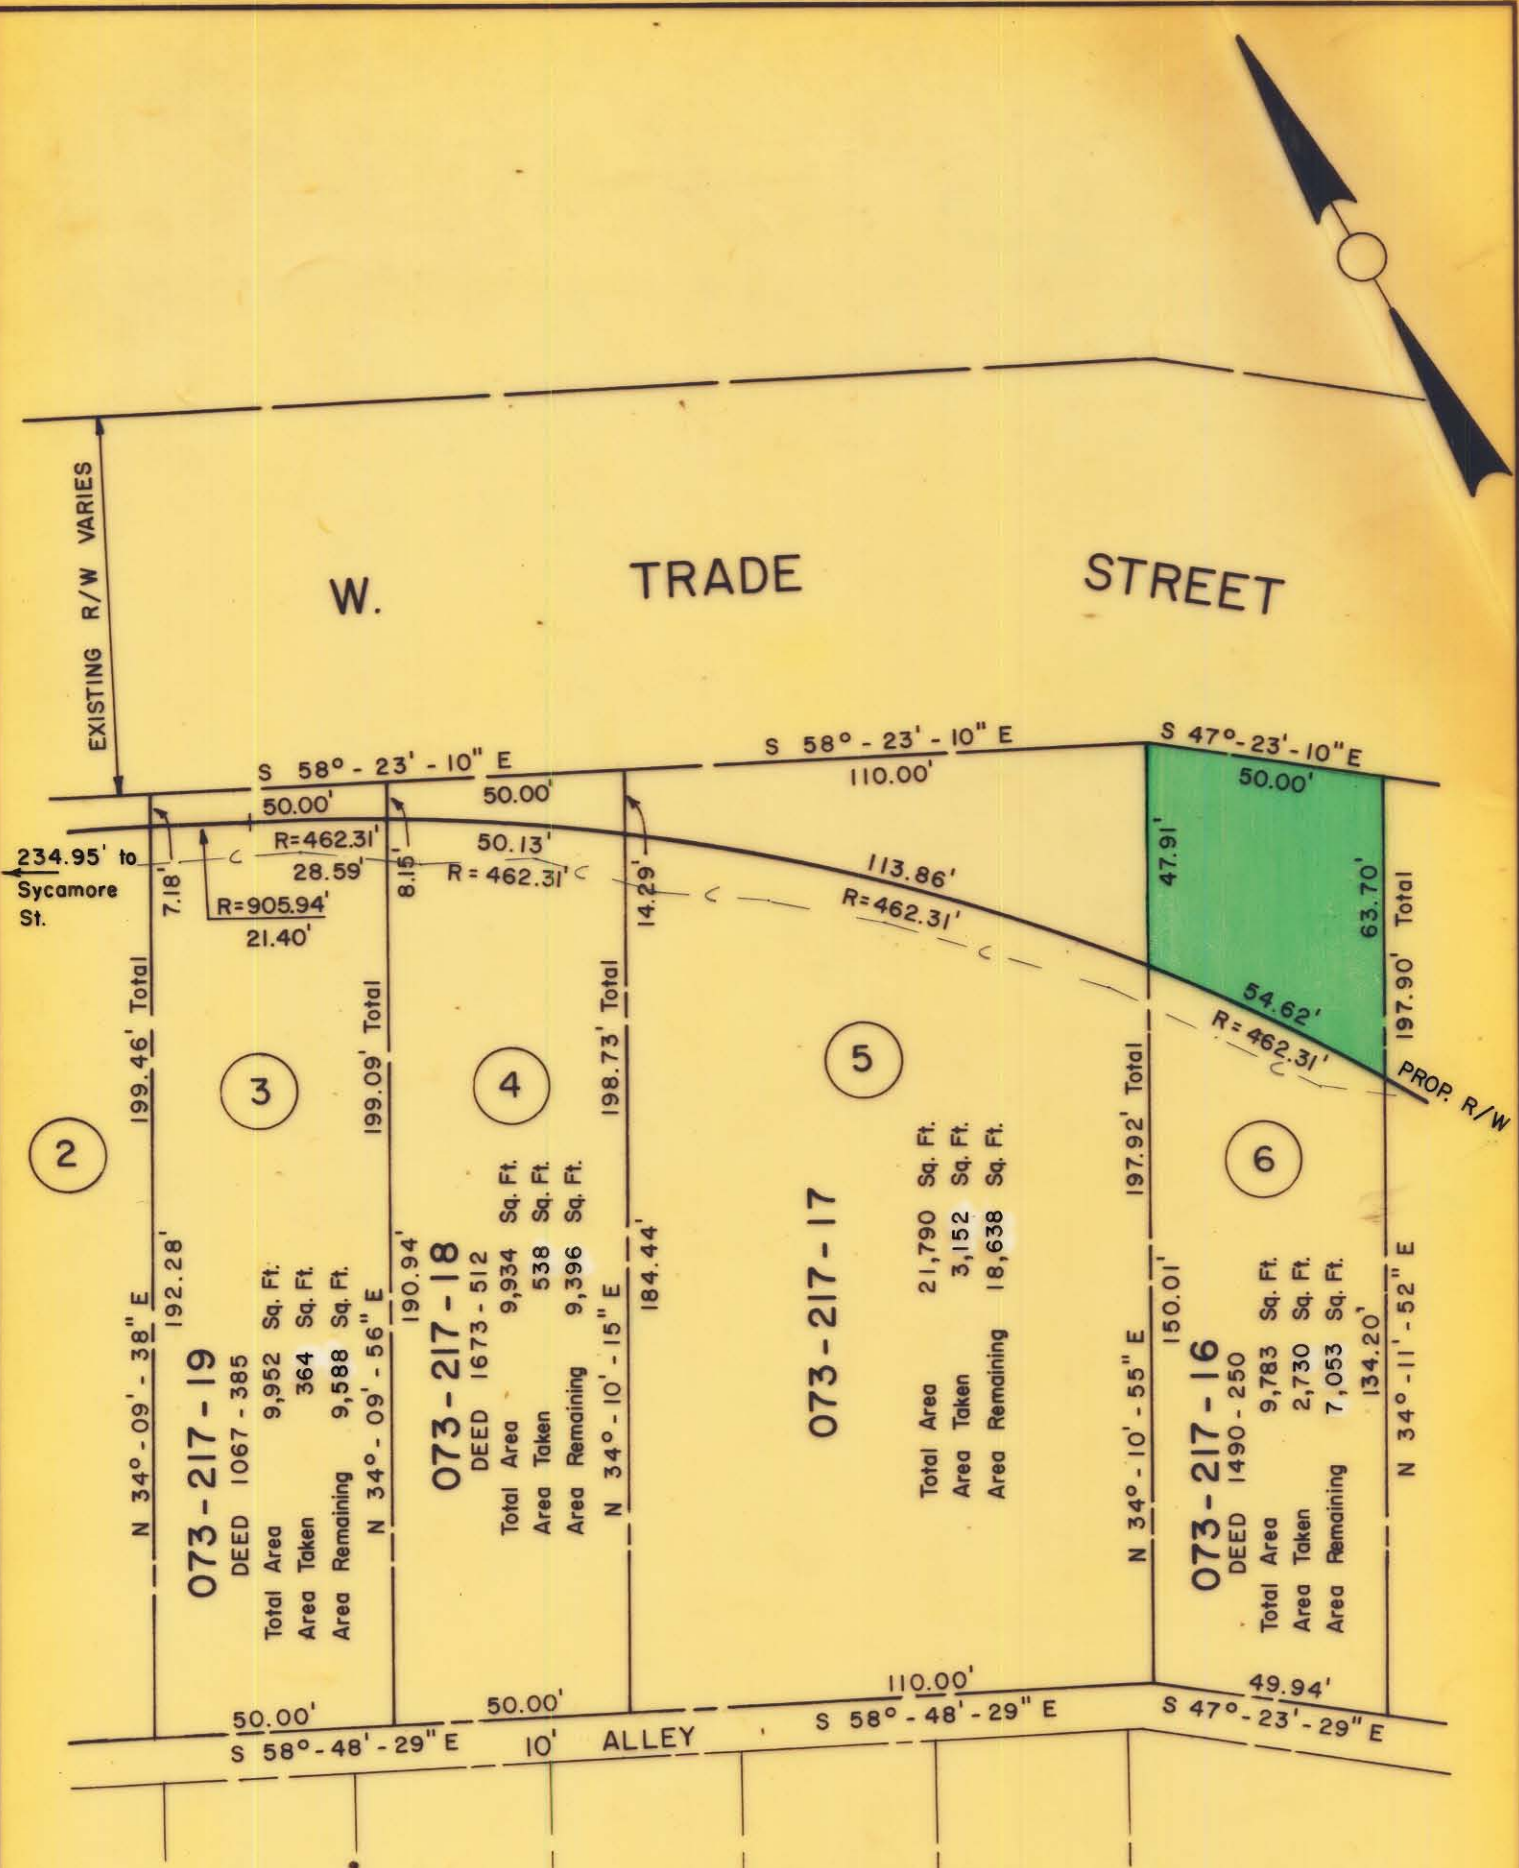 EXISTING R/W VARIES
W. TRADE STREET
S 58° - 23' - 10" E
50.00'
50.00'
S 58° - 23' - 10" E
110.00'
S 47° - 23' - 10" E
50.00'
234.95' to
Sycamore
St.
7.18'
R=462.31'
28.59'
R=905.94'
21.40'
8.15'
50.13'
R = 462.31'
C
C
C
C
C
14.29'
113.86'
R=462.31'
47.91'
63.70'
54.62'
R = 462.31'
PROP. R/W
2
3
4
5
6
199.46' Total
192.28'
N 34° - 09' - 38" E
073-217-19
DEED 1067 - 385
Total Area 9,952 Sq. Ft.
Area Taken 364 Sq. Ft.
Area Remaining 9,588 Sq. Ft.
199.09' Total
190.94'
N 34° - 09' - 56" E
073-217-18
DEED 1673 - 512
Total Area 9,934 Sq. Ft.
Area Taken 538 Sq. Ft.
Area Remaining 9,396 Sq. Ft.
198.73' Total
184.44'
N 34° - 10' - 15" E
073-217-17
Total Area 21,790 Sq. Ft.
Area Taken 3,152 Sq. Ft.
Area Remaining 18,638 Sq. Ft.
197.92' Total
150.01'
N 34° - 10' - 55" E
073-217-16
DEED 1490 - 250
Total Area 9,783 Sq. Ft.
Area Taken 2,730 Sq. Ft.
Area Remaining 7,053 Sq. Ft.
134.20'
197.90' Total
N 34° - 11' - 52" E
50.00'
50.00'
110.00'
49.94'
S 58° - 48' - 29" E
10' ALLEY
S 58° - 48' - 29" E
S 47° - 23' - 29" E